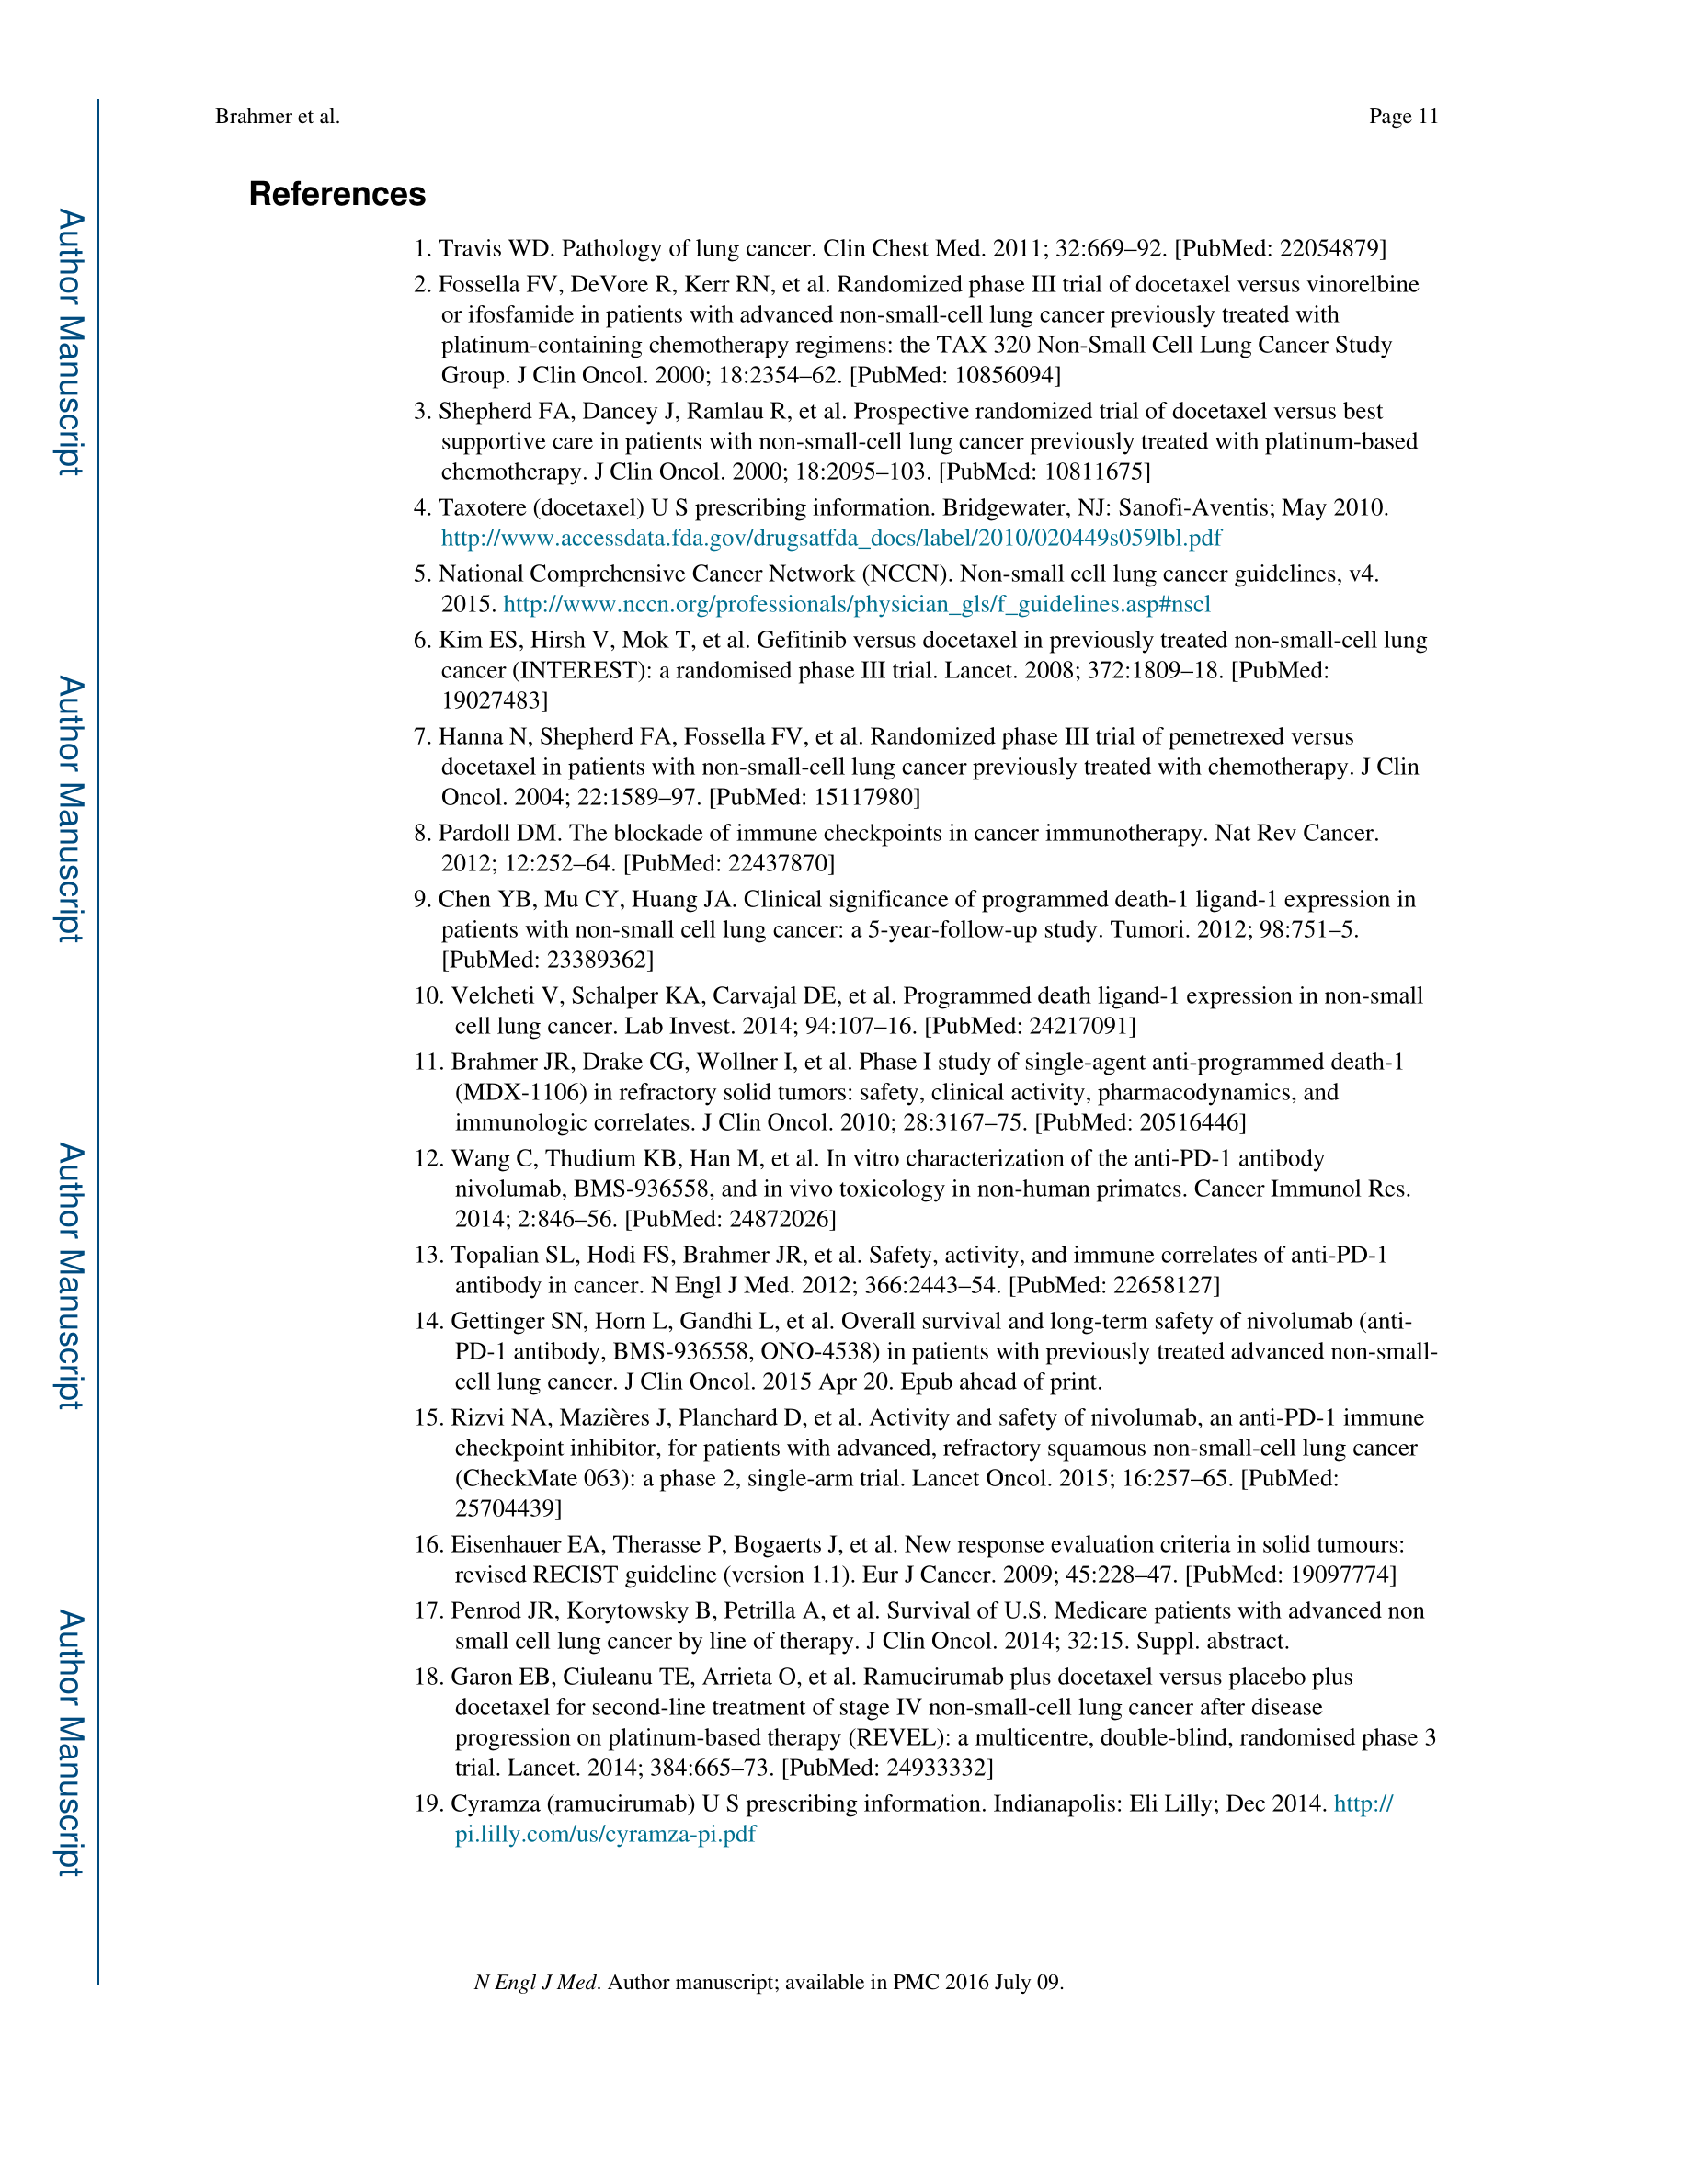 Brahmer et al.
Page 11
References
1. Travis WD. Pathology of lung cancer. Clin Chest Med. 2011; 32:669–92. [PubMed: 22054879]
2. Fossella FV, DeVore R, Kerr RN, et al. Randomized phase III trial of docetaxel versus vinorelbine
or ifosfamide in patients with advanced non-small-cell lung cancer previously treated with
platinum-containing chemotherapy regimens: the TAX 320 Non-Small Cell Lung Cancer Study
Group. J Clin Oncol. 2000; 18:2354–62. [PubMed: 10856094]
3. Shepherd FA, Dancey J, Ramlau R, et al. Prospective randomized trial of docetaxel versus best
supportive care in patients with non-small-cell lung cancer previously treated with platinum-based
chemotherapy. J Clin Oncol. 2000; 18:2095–103. [PubMed: 10811675]
4. Taxotere (docetaxel) U S prescribing information. Bridgewater, NJ: Sanofi-Aventis; May 2010.
http://www.accessdata.fda.gov/drugsatfda_docs/label/2010/020449s059lbl.pdf
5. National Comprehensive Cancer Network (NCCN). Non-small cell lung cancer guidelines, v4.
2015. http://www.nccn.org/professionals/physician_gls/f_guidelines.asp#nscl
6. Kim ES, Hirsh V, Mok T, et al. Gefitinib versus docetaxel in previously treated non-small-cell lung
cancer (INTEREST): a randomised phase III trial. Lancet. 2008; 372:1809–18. [PubMed:
19027483]
7. Hanna N, Shepherd FA, Fossella FV, et al. Randomized phase III trial of pemetrexed versus
docetaxel in patients with non-small-cell lung cancer previously treated with chemotherapy. J Clin
Oncol. 2004; 22:1589–97. [PubMed: 15117980]
8. Pardoll DM. The blockade of immune checkpoints in cancer immunotherapy. Nat Rev Cancer.
2012; 12:252–64. [PubMed: 22437870]
9. Chen YB, Mu CY, Huang JA. Clinical significance of programmed death-1 ligand-1 expression in
patients with non-small cell lung cancer: a 5-year-follow-up study. Tumori. 2012; 98:751–5.
[PubMed: 23389362]
10. Velcheti V, Schalper KA, Carvajal DE, et al. Programmed death ligand-1 expression in non-small
cell lung cancer. Lab Invest. 2014; 94:107–16. [PubMed: 24217091]
11. Brahmer JR, Drake CG, Wollner I, et al. Phase I study of single-agent anti-programmed death-1
(MDX-1106) in refractory solid tumors: safety, clinical activity, pharmacodynamics, and
immunologic correlates. J Clin Oncol. 2010; 28:3167–75. [PubMed: 20516446]
12. Wang C, Thudium KB, Han M, et al. In vitro characterization of the anti-PD-1 antibody
nivolumab, BMS-936558, and in vivo toxicology in non-human primates. Cancer Immunol Res.
2014; 2:846–56. [PubMed: 24872026]
13. Topalian SL, Hodi FS, Brahmer JR, et al. Safety, activity, and immune correlates of anti-PD-1
antibody in cancer. N Engl J Med. 2012; 366:2443–54. [PubMed: 22658127]
14. Gettinger SN, Horn L, Gandhi L, et al. Overall survival and long-term safety of nivolumab (anti-
PD-1 antibody, BMS-936558, ONO-4538) in patients with previously treated advanced non-small-
cell lung cancer. J Clin Oncol. 2015 Apr 20. Epub ahead of print.
15. Rizvi NA, Mazières J, Planchard D, et al. Activity and safety of nivolumab, an anti-PD-1 immune
checkpoint inhibitor, for patients with advanced, refractory squamous non-small-cell lung cancer
(CheckMate 063): a phase 2, single-arm trial. Lancet Oncol. 2015; 16:257–65. [PubMed:
25704439]
16. Eisenhauer EA, Therasse P, Bogaerts J, et al. New response evaluation criteria in solid tumours:
revised RECIST guideline (version 1.1). Eur J Cancer. 2009; 45:228–47. [PubMed: 19097774]
17. Penrod JR, Korytowsky B, Petrilla A, et al. Survival of U.S. Medicare patients with advanced non
small cell lung cancer by line of therapy. J Clin Oncol. 2014; 32:15. Suppl. abstract.
18. Garon EB, Ciuleanu TE, Arrieta O, et al. Ramucirumab plus docetaxel versus placebo plus
docetaxel for second-line treatment of stage IV non-small-cell lung cancer after disease
progression on platinum-based therapy (REVEL): a multicentre, double-blind, randomised phase 3
trial. Lancet. 2014; 384:665–73. [PubMed: 24933332]
19. Cyramza (ramucirumab) U S prescribing information. Indianapolis: Eli Lilly; Dec 2014. http://
pi.lilly.com/us/cyramza-pi.pdf
N Engl J Med. Author manuscript; available in PMC 2016 July 09.
Author Manuscript
Author Manuscript
Author Manuscript
Author Manuscript